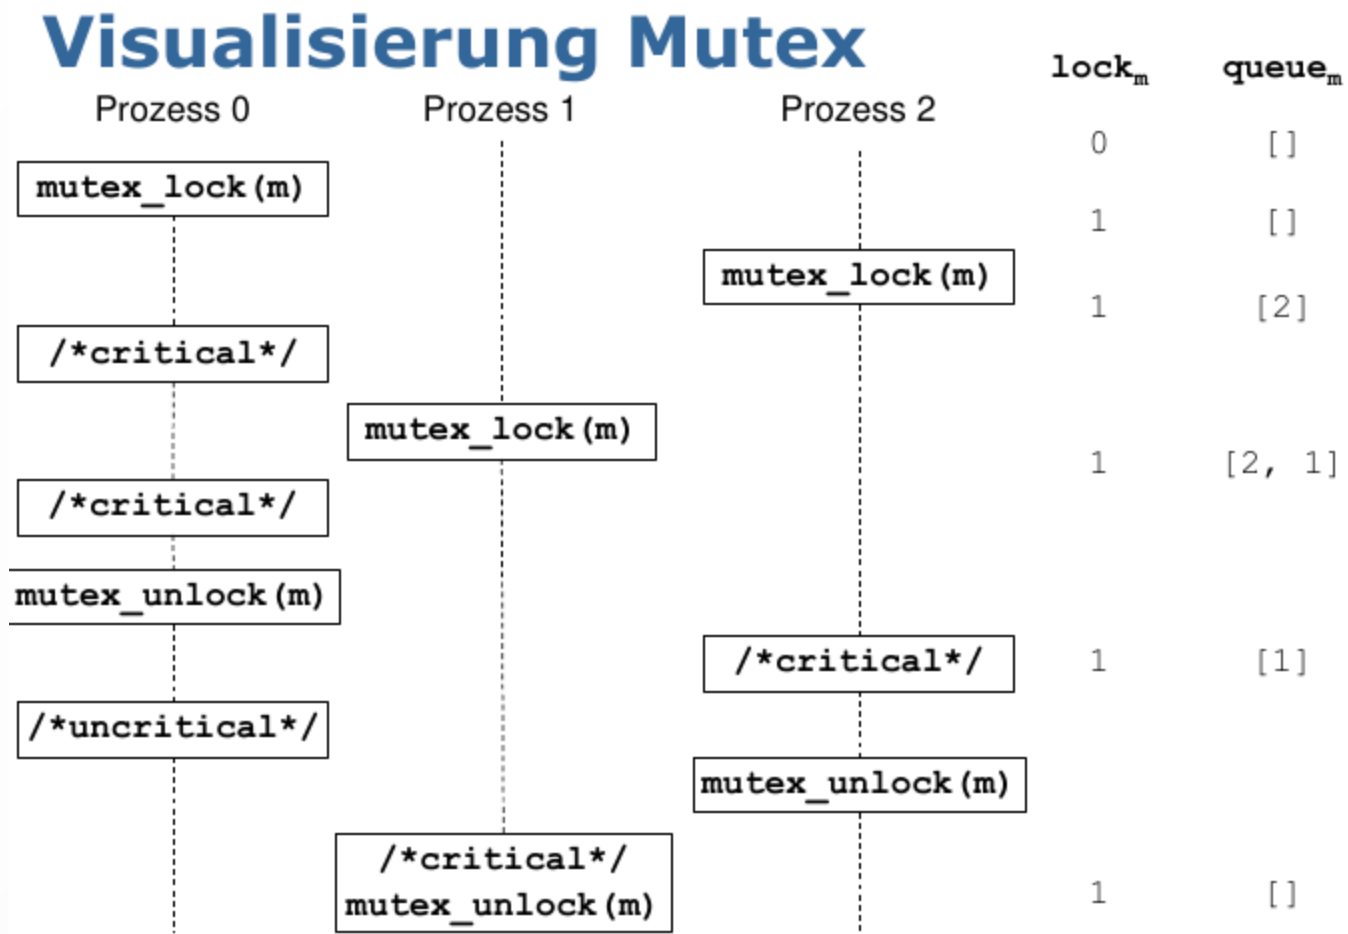 Visualisierung Mutex
lockₘ queueₘ
Prozess 0 Prozess 1 Prozess 2
0 []
mutex_lock(m)
1 []
mutex_lock(m)
1 [2]
/*critical*/
mutex_lock(m)
1 [2, 1]
/*critical*/
mutex_unlock(m)
/*critical*/ 1 [1]
/*uncritical*/
mutex_unlock(m)
/*critical*/
mutex_unlock(m)
1 []